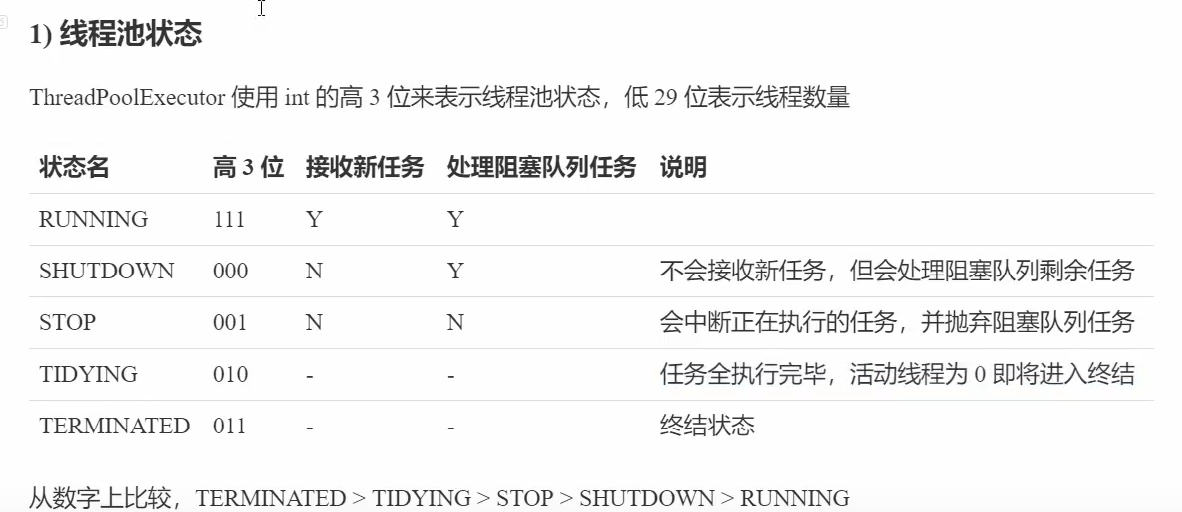 1) 线程池状态
ThreadPoolExecutor 使用 int 的高 3 位来表示线程池状态，低 29 位表示线程数量
状态名 高 3 位 接收新任务 处理阻塞队列任务 说明
RUNNING 111 Y Y
SHUTDOWN 000 N Y 不会接收新任务，但会处理阻塞队列剩余任务
STOP 001 N N 会中断正在执行的任务，并抛弃阻塞队列任务
TIDYING 010 - - 任务全执行完毕，活动线程为 0 即将进入终结
TERMINATED 011 - - 终结状态
从数字上比较，TERMINATED > TIDYING > STOP > SHUTDOWN > RUNNING